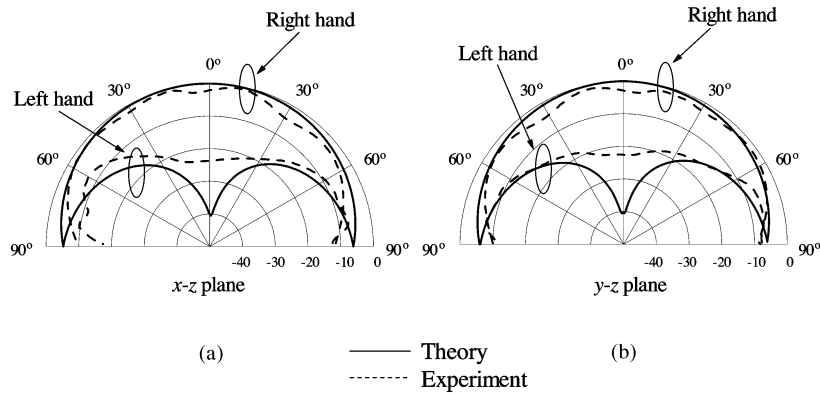 Right hand
Left hand
0°
30°
30°
60°
60°
90°
90°
-40 -30 -20 -10 0
x-z plane
(a)
Right hand
Left hand
0°
30°
30°
60°
60°
90°
90°
-40 -30 -20 -10 0
y-z plane
(b)
Theory
Experiment